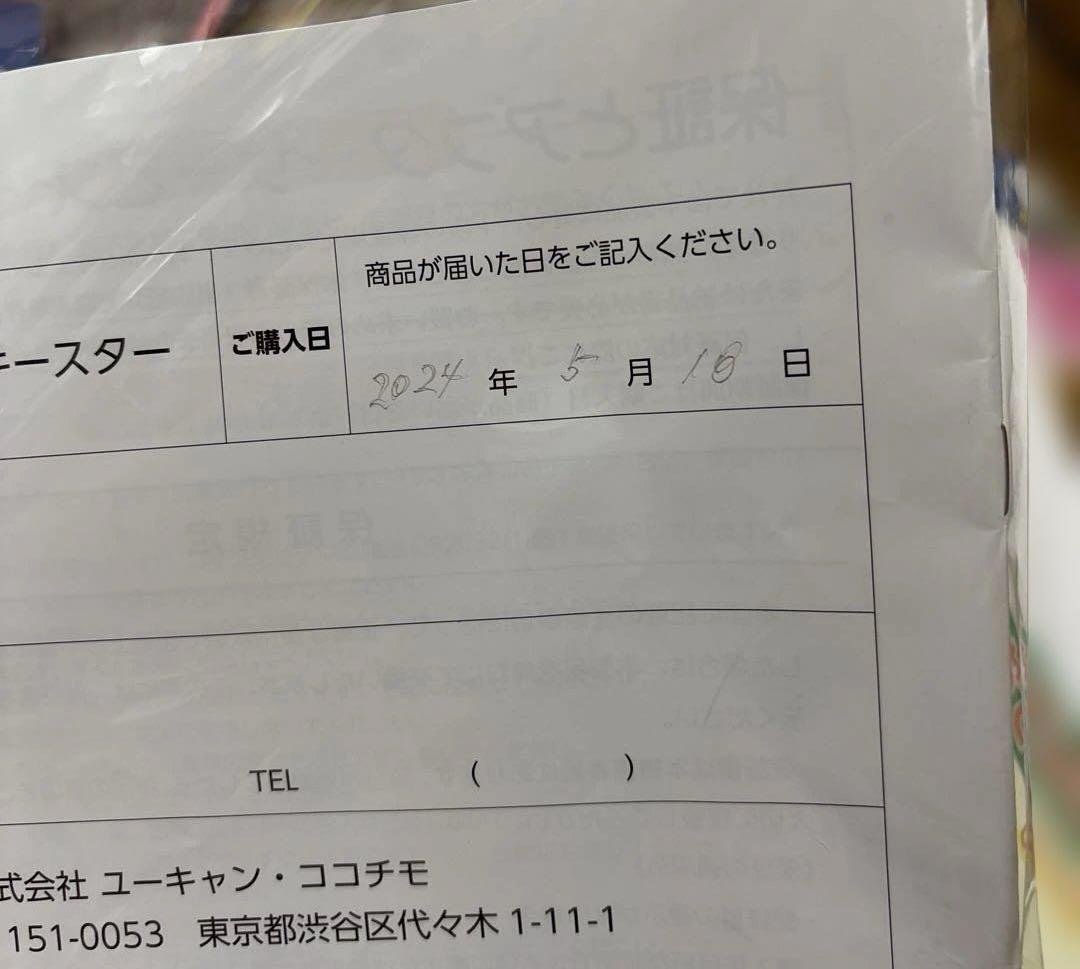 商品が届いた日をご記入ください。
ースター
ご購入日
2024 年 5 月 18 日
TEL ( )
式会社 ユーキャン・ココチモ
151-0053 東京都渋谷区代々木 1-11-1